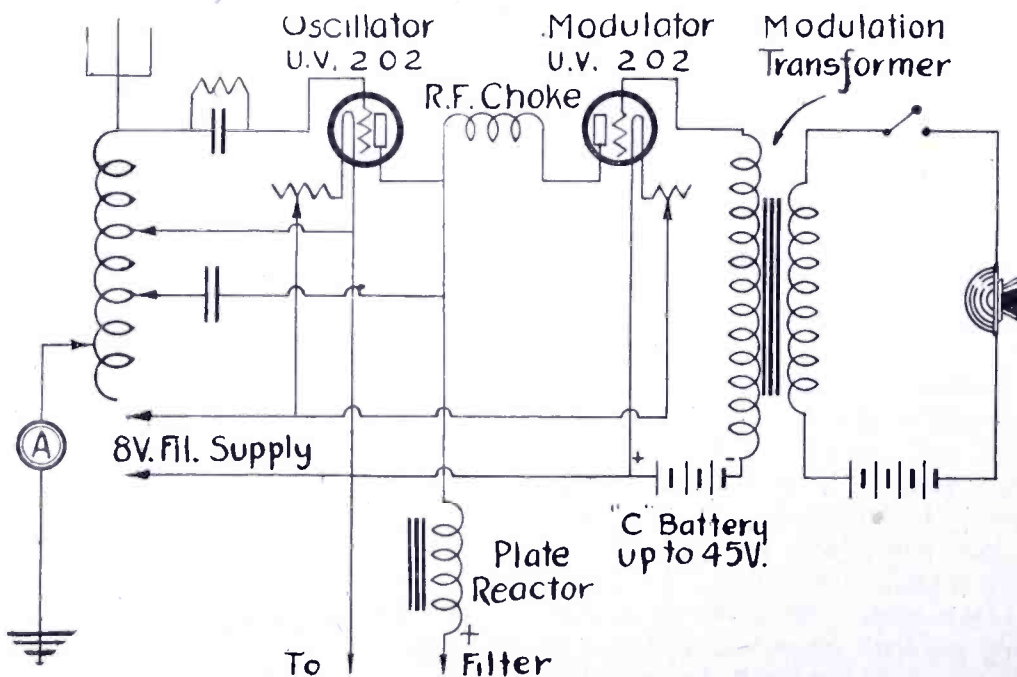 Oscillator
U.V. 202
Modulator
U.V. 202
Modulation
Transformer
R.F. Choke
A
8V. Fil. Supply
+
-
"C" Battery
up to 45V.
Plate
Reactor
+
To Filter